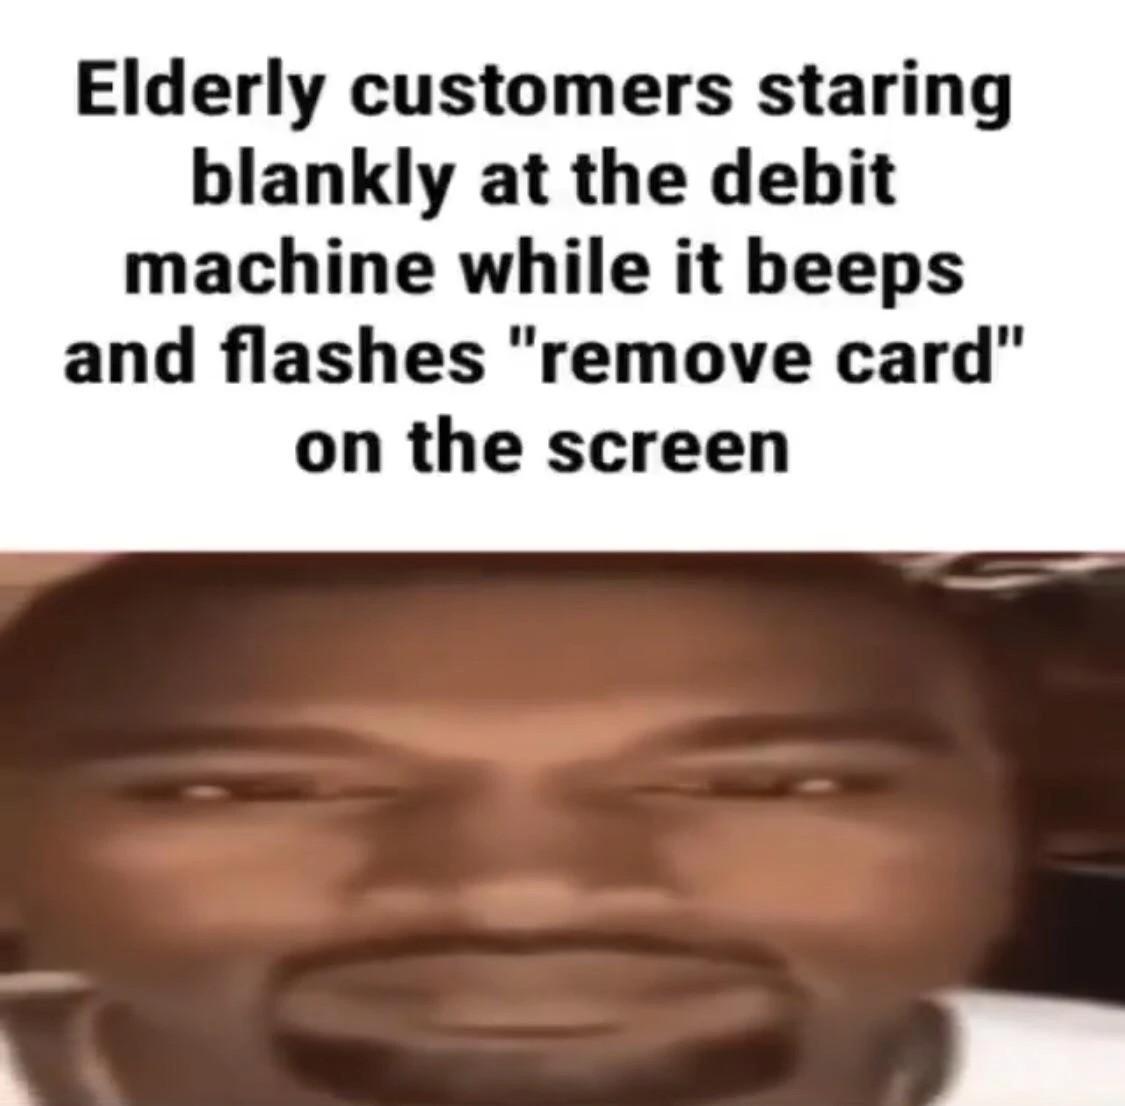 Elderly customers staring
blankly at the debit
machine while it beeps
and flashes "remove card"
on the screen